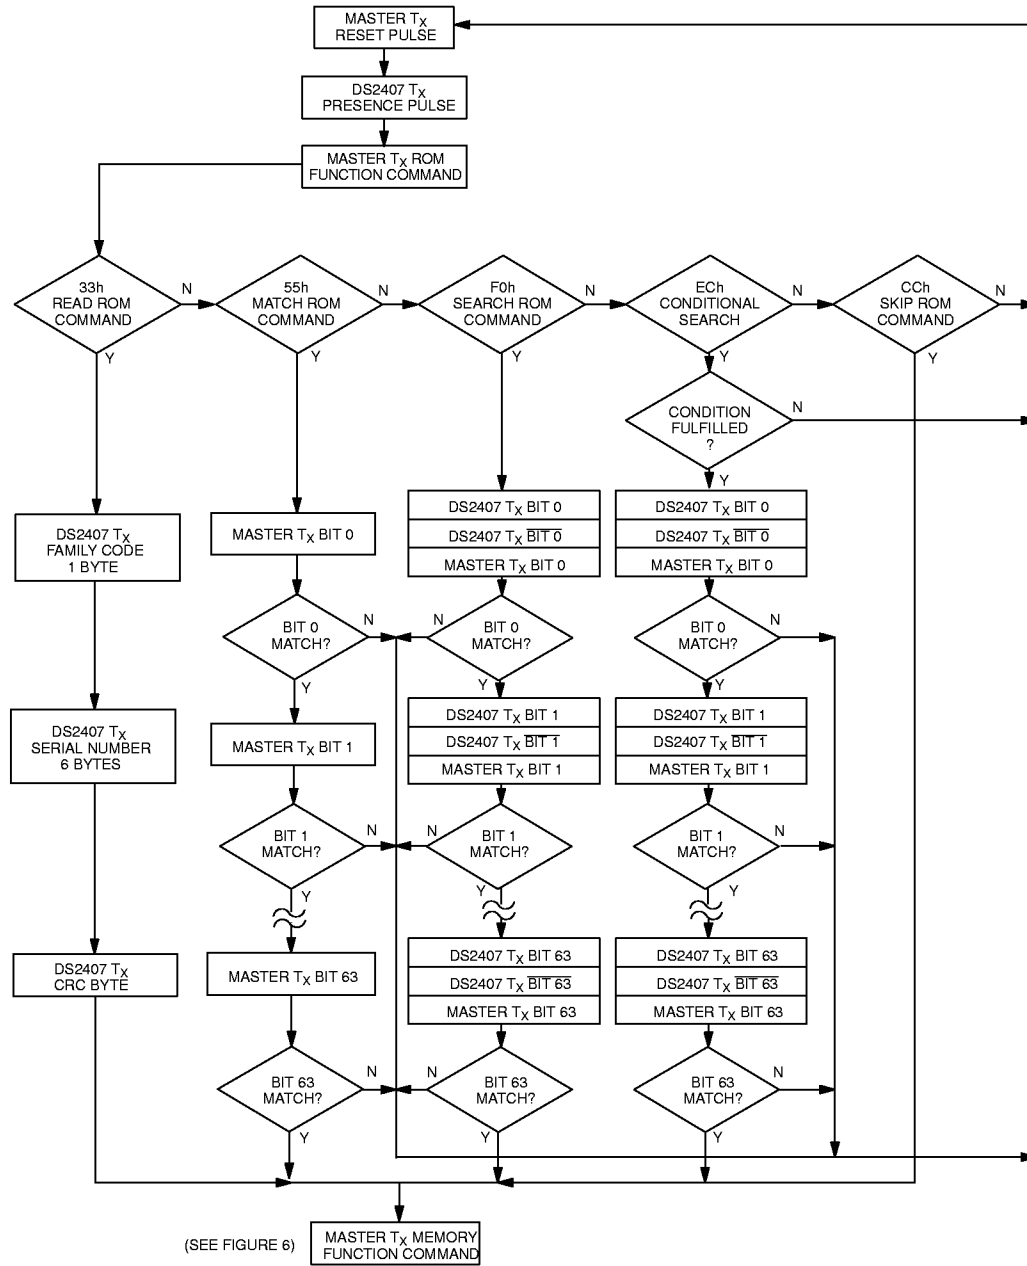 MASTER TX
RESET PULSE
DS2407 TX
PRESENCE PULSE
MASTER TX ROM
FUNCTION COMMAND
33h
READ ROM
COMMAND
N
Y
55h
MATCH ROM
COMMAND
N
Y
F0h
SEARCH ROM
COMMAND
N
Y
ECh
CONDITIONAL
SEARCH
N
Y
CCh
SKIP ROM
COMMAND
N
Y
CONDITION
FULFILLED
?
N
Y
DS2407 TX
FAMILY CODE
1 BYTE
DS2407 TX
SERIAL NUMBER
6 BYTES
DS2407 TX
CRC BYTE
MASTER TX BIT 0
BIT 0
MATCH?
N
Y
MASTER TX BIT 1
BIT 1
MATCH?
N
Y
MASTER TX BIT 63
BIT 63
MATCH?
N
Y
DS2407 TX BIT 0
DS2407 TX BIT 0
MASTER TX BIT 0
BIT 0
MATCH?
N
Y
DS2407 TX BIT 1
DS2407 TX BIT 1
MASTER TX BIT 1
BIT 1
MATCH?
N
Y
DS2407 TX BIT 63
DS2407 TX BIT 63
MASTER TX BIT 63
BIT 63
MATCH?
N
Y
DS2407 TX BIT 0
DS2407 TX BIT 0
MASTER TX BIT 0
BIT 0
MATCH?
N
Y
DS2407 TX BIT 1
DS2407 TX BIT 1
MASTER TX BIT 1
BIT 1
MATCH?
N
Y
DS2407 TX BIT 63
DS2407 TX BIT 63
MASTER TX BIT 63
BIT 63
MATCH?
N
Y
(SEE FIGURE 6)
MASTER TX MEMORY
FUNCTION COMMAND